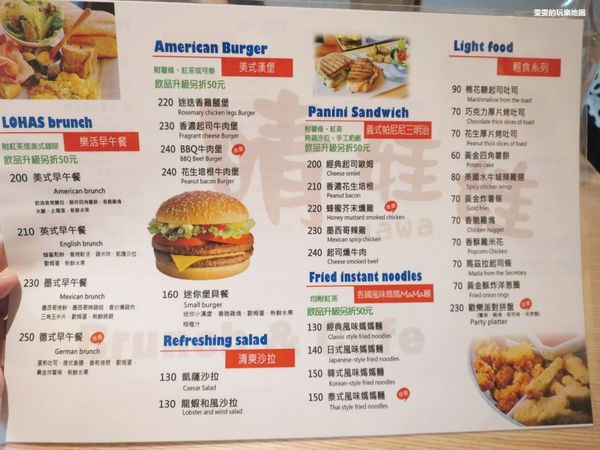 雯雯的玩樂地圖
LOHAS brunch
樂活早午餐
附紅茶或美式咖啡
飲品升級另折50元
200 美式早午餐
American brunch
210 英式早午餐
English brunch
230 墨式早午餐
Mexican brunch
250 德式早午餐
German brunch
American Burger
美式漢堡
附薯條、紅茶或可樂
飲品升級另折50元
220 迷迭香雞腿堡
Rosemary chicken legs Burger
230 香濃起司牛肉堡
Fragrant cheese Burger
240 BBQ牛肉堡
BBQ Beef Burger
240 花生培根牛肉堡
Peanut bacon Burger
160 迷你堡貝餐
Small burger
Refreshing salad
清爽沙拉
130 凱薩沙拉
Caesar Salad
130 龍蝦和風沙拉
Lobster and wind salad
Panini Sandwich
義式帕尼尼三明治
附薯條、紅茶
時蔬沙拉、手工奶酪
飲品升級另折50元
200 經典起司歐姆
Cheese omlet
210 香濃花生培根
Peanut bacon
220 蜂蜜芥末燻雞
Honey mustard smoked chicken
230 墨西哥辣雞
Mexican spicy chicken
240 起司燻牛肉
Cheese smoked beef
Fried instant noodles
各國風味媽媽MaMa麵
均附紅茶
飲品升級另折50元
130 經典風味媽媽麵
Classic style fried noodles
140 日式風味媽媽麵
Japanese-style fried noodles
150 韓式風味媽媽麵
Korean-style fried noodles
150 泰式風味媽媽麵
Thai style fried noodles
Light food
輕食系列
90 棉花糖起司吐司
Marshmallow from the toast
70 巧克力厚片烤吐司
Chocolate thick slices of toast
70 花生厚片烤吐司
Peanut thick slices of toast
60 黃金四角薯餅
Potato cake
80 美國水牛城辣雞翅
Spicy chicken wings
70 黃金炸薯條
Gold fries
70 香脆雞塊
Chicken nugget
70 香酥雞米花
Popcorn chicken
70 馬茲拉起司條
Mazla from the Secretary
70 黃金酥炸洋蔥圈
Fried onion rings
230 歡樂派對拼盤
Party platter